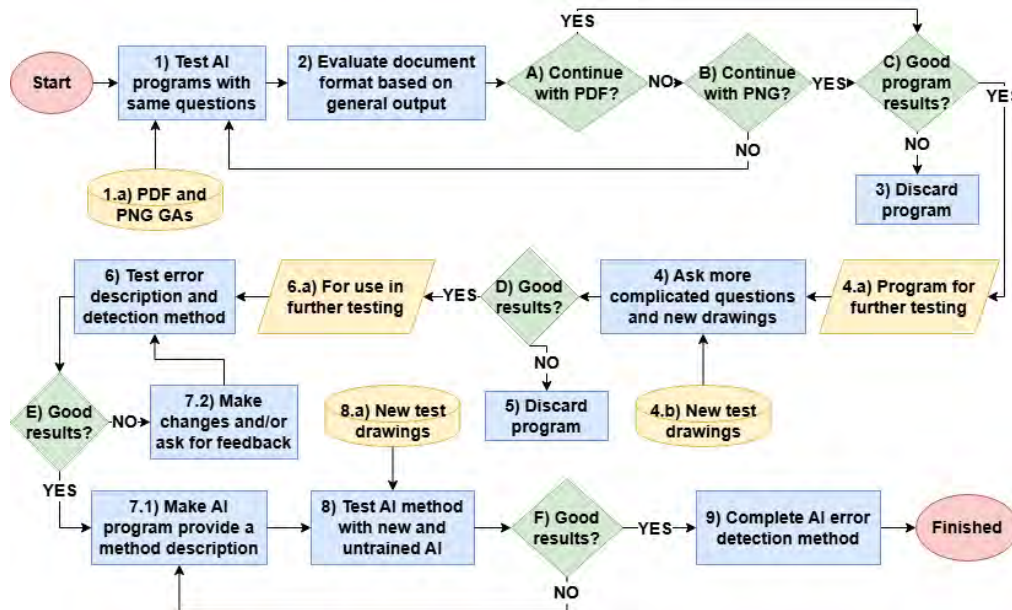 YES
Start
1) Test AI
programs with
same questions
2) Evaluate document
format based on
general output
A) Continue
with PDF?
NO
B) Continue
with PNG?
YES
C) Good
program
results?
YES
NO
NO
1.a) PDF and
PNG GAs
3) Discard
program
6) Test error
description and
detection method
6.a) For use in
further testing
YES
D) Good
results?
4) Ask more
complicated questions
and new drawings
4.a) Program for
further testing
NO
E) Good
results?
NO
7.2) Make
changes and/or
ask for feedback
8.a) New test
drawings
5) Discard
program
4.b) New test
drawings
YES
7.1) Make AI
program provide a
method description
8) Test AI method
with new and
untrained AI
F) Good
results?
YES
9) Complete AI error
detection method
Finished
NO